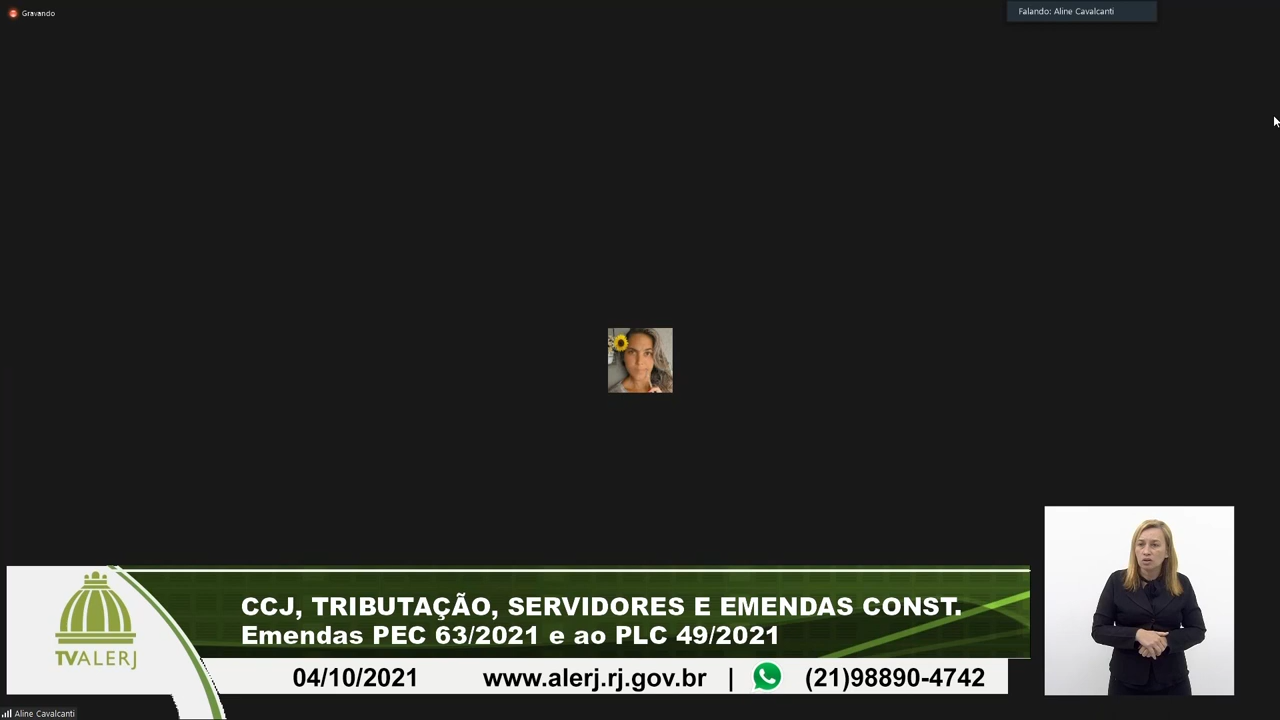 Gravando
Falando: Aline Cavalcanti
CCJ, TRIBUTAÇÃO, SERVIDORES E EMENDAS CONST.
Emendas PEC 63/2021 e ao PLC 49/2021
TVALERJ
04/10/2021 www.alerj.rj.gov.br | (21)98890-4742
Aline Cavalcanti